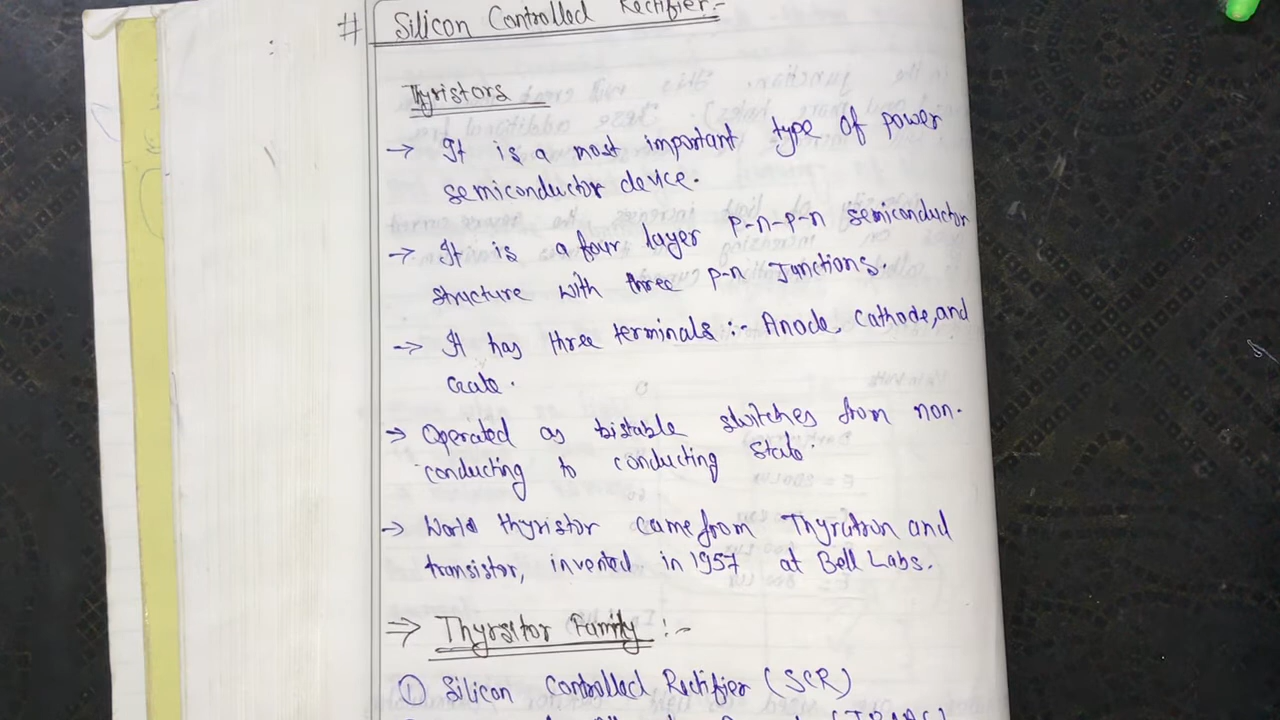 # Silicon Controlled Rectifier:-
Thyristors
→ It is a most important type of power
semiconductor device.
→ It is a four layer P-n-p-n semiconductor
structure with three p-n Junctions.
→ It has three terminals:- Anode, Cathode, and
Gate.
→ Operated as bistable switches from non-
conducting to conducting state.
→ World thyristor came from Thyratron and
transistor, invented in 1957 at Bell Labs.
⇒ Thyrsitor Family :-
① Silicon Controlled Rectifier (SCR)